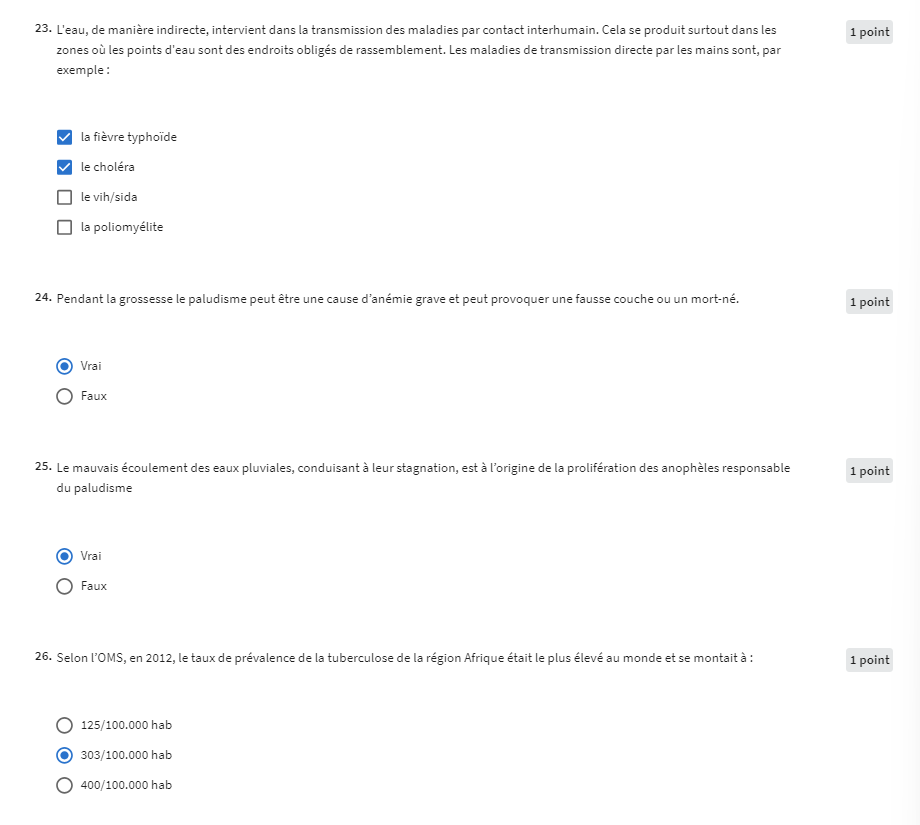 23. L'eau, de manière indirecte, intervient dans la transmission des maladies par contact interhumain. Cela se produit surtout dans les
zones où les points d'eau sont des endroits obligés de rassemblement. Les maladies de transmission directe par les mains sont, par
exemple :
1 point
la fièvre typhoïde
le choléra
le vih/sida
la poliomyélite
24. Pendant la grossesse le paludisme peut être une cause d'anémie grave et peut provoquer une fausse couche ou un mort-né.
1 point
Vrai
Faux
25. Le mauvais écoulement des eaux pluviales, conduisant à leur stagnation, est à l'origine de la prolifération des anophèles responsable
du paludisme
1 point
Vrai
Faux
26. Selon l'OMS, en 2012, le taux de prévalence de la tuberculose de la région Afrique était le plus élevé au monde et se montait à :
1 point
125/100.000 hab
303/100.000 hab
400/100.000 hab